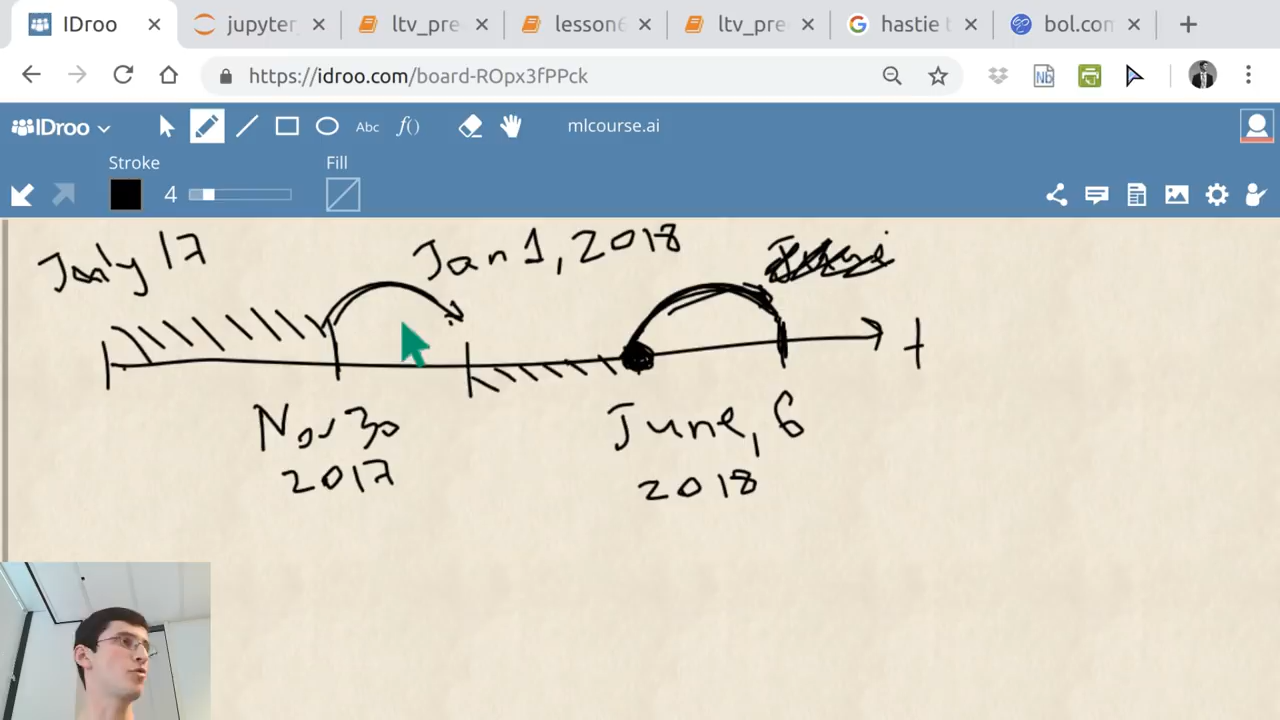 IDroo
jupyter
ltv_pre
lesson6
ltv_pre
hastie t
bol.com
https://idroo.com/board-ROpx3fPPck
IDroo
Abc
f()
mlcourse.ai
Stroke
Fill
4
July 17
Jan 1, 2018
t
Nov 30
2017
June, 6
2018